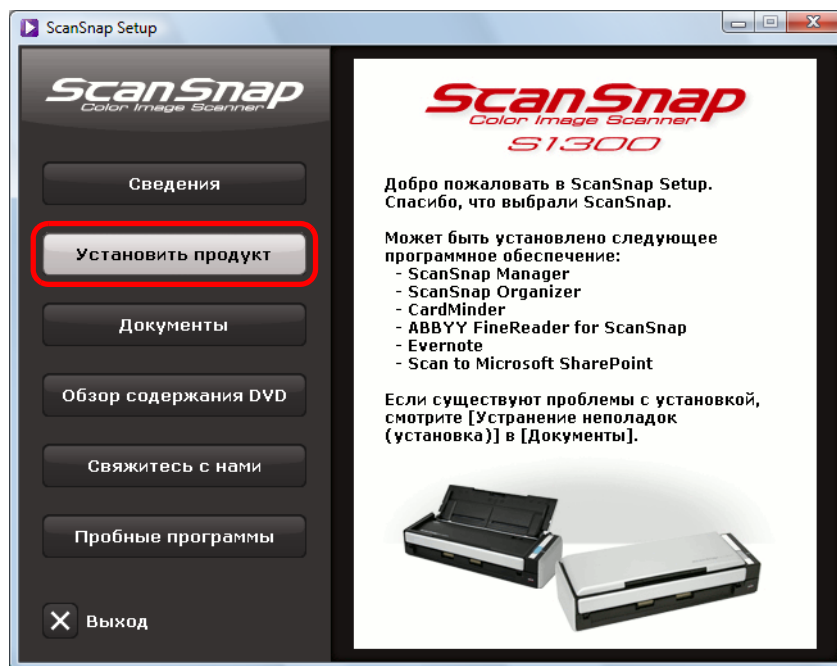 ScanSnap Setup
ScanSnap
Color Image Scanner
Сведения
Установить продукт
Документы
Обзор содержания DVD
Свяжитесь с нами
Пробные программы
Выход
ScanSnap
Color Image Scanner
S1300
Добро пожаловать в ScanSnap Setup.
Спасибо, что выбрали ScanSnap.
Может быть установлено следующее
программное обеспечение:
- ScanSnap Manager
- ScanSnap Organizer
- CardMinder
- ABBYY FineReader for ScanSnap
- Evernote
- Scan to Microsoft SharePoint
Если существуют проблемы с установкой,
смотрите [Устранение неполадок
(установка)] в [Документы].